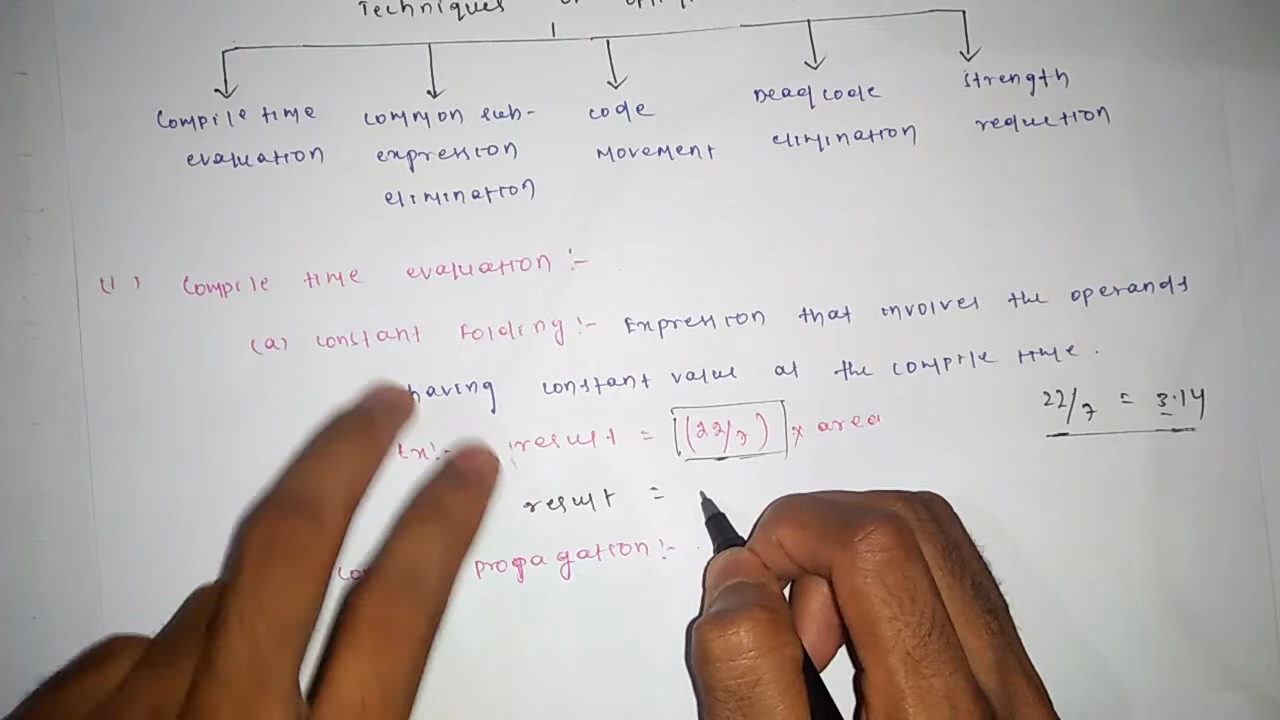 Techniques
Compile time
evaluation
common sub-
expression
elimination
code
movement
Dead code
elimination
strength
reduction
(1) Compile time evaluation :-
(a) constant Folding :- Expression that involves the operands
having constant value at the compile time.
Ex:- result = (22/7) x area
22/7 = 3.14
result =
propagation :-